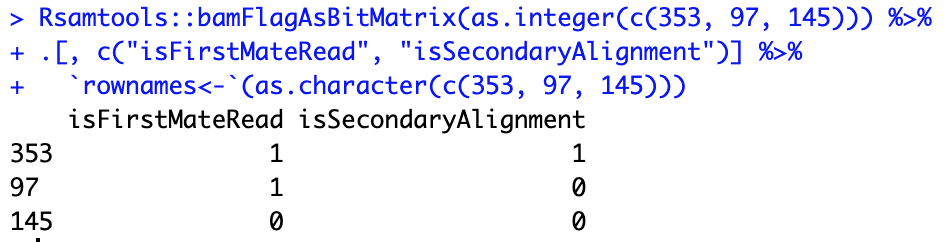 > Rsamtools::bamFlagAsBitMatrix(as.integer(c(353, 97, 145))) %>%
+ .[, c("isFirstMateRead", "isSecondaryAlignment")] %>%
+   `rownames<-`(as.character(c(353, 97, 145)))
    isFirstMateRead isSecondaryAlignment
353               1                    1
97                1                    0
145               0                    0